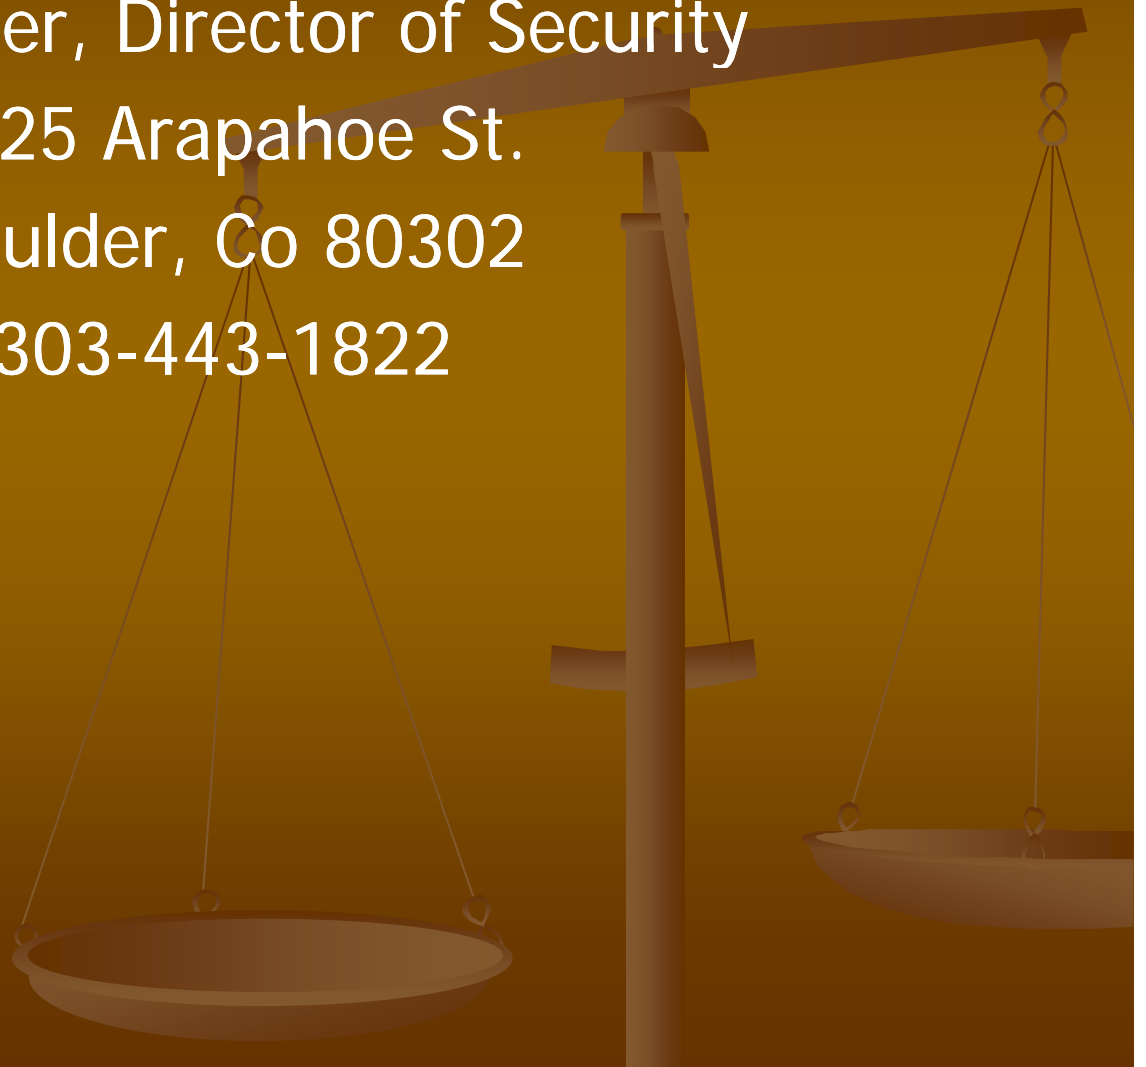 er, Director of Security
25 Arapahoe St.
ulder, Co 80302
303-443-1822